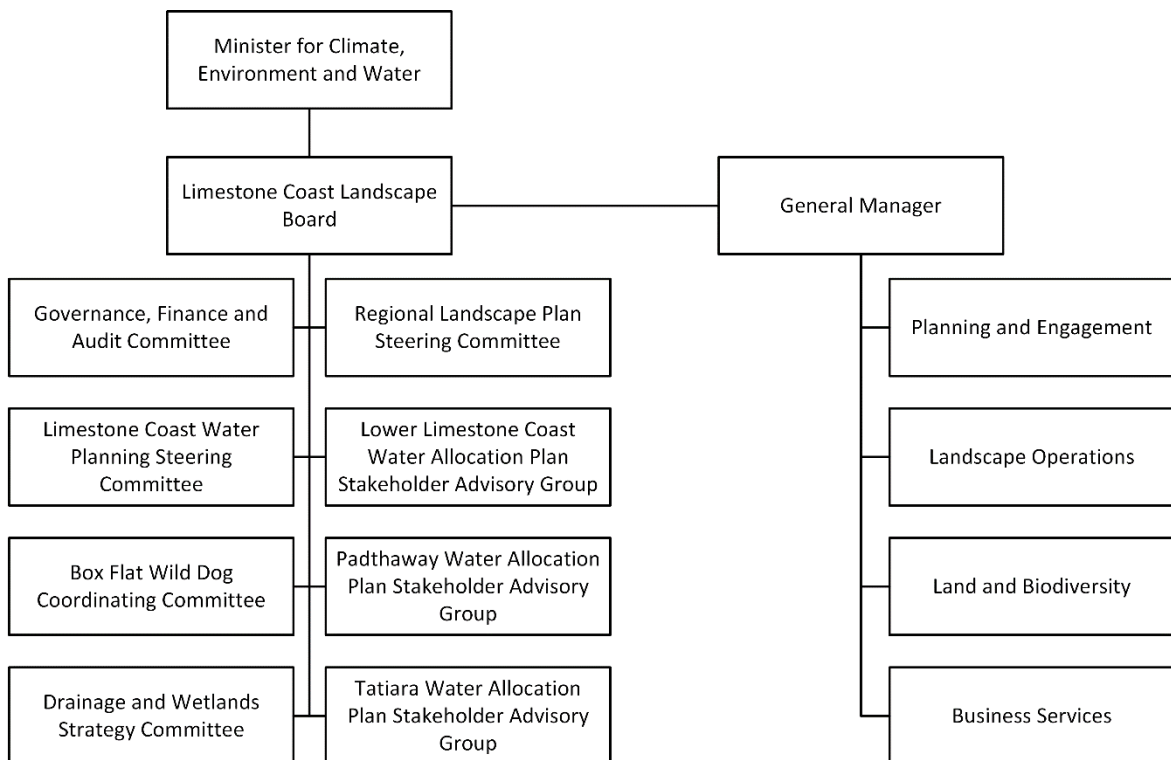 Minister for Climate,
Environment and Water
Limestone Coast Landscape
Board
General Manager
Governance, Finance and
Audit Committee
Regional Landscape Plan
Steering Committee
Planning and Engagement
Limestone Coast Water
Planning Steering
Committee
Lower Limestone Coast
Water Allocation Plan
Stakeholder Advisory Group
Landscape Operations
Box Flat Wild Dog
Coordinating Committee
Padthaway Water Allocation
Plan Stakeholder Advisory
Group
Land and Biodiversity
Drainage and Wetlands
Strategy Committee
Tatiara Water Allocation
Plan Stakeholder Advisory
Group
Business Services